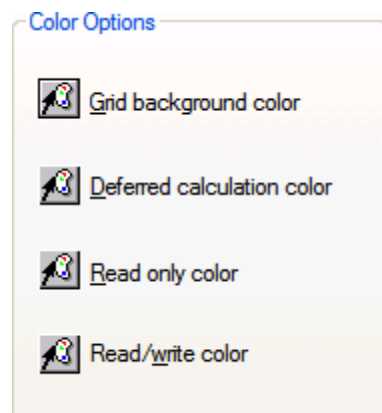 Color Options
Grid background color
Deferred calculation color
Read only color
Read/write color